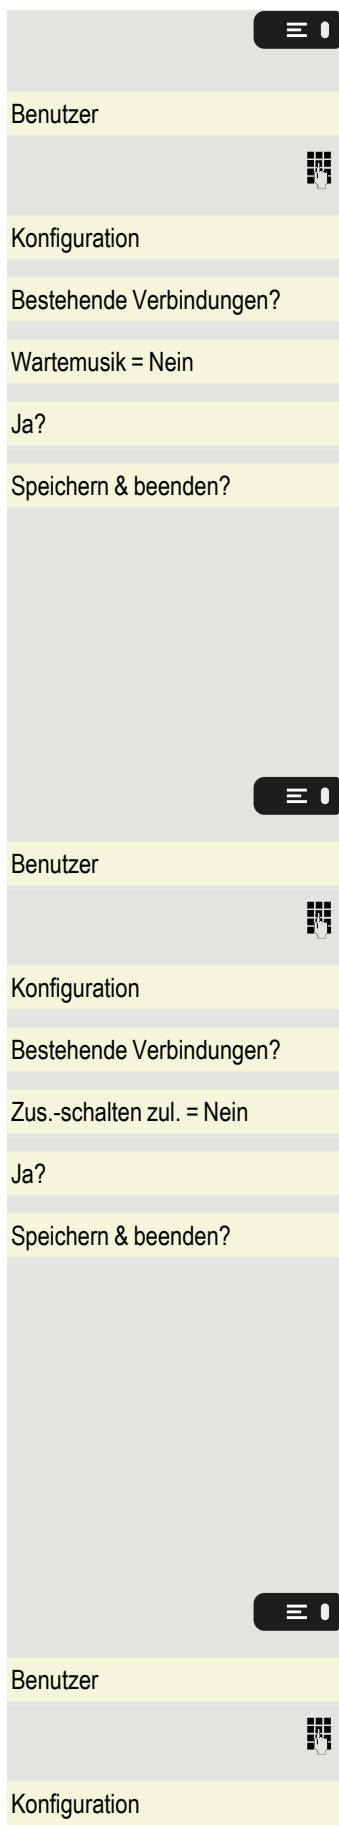 Benutzer
Konfiguration
Bestehende Verbindungen?
Wartemusik = Nein
Ja?
Speichern & beenden?
Benutzer
Konfiguration
Bestehende Verbindungen?
Zus.-schalten zul. = Nein
Ja?
Speichern & beenden?
Benutzer
Konfiguration